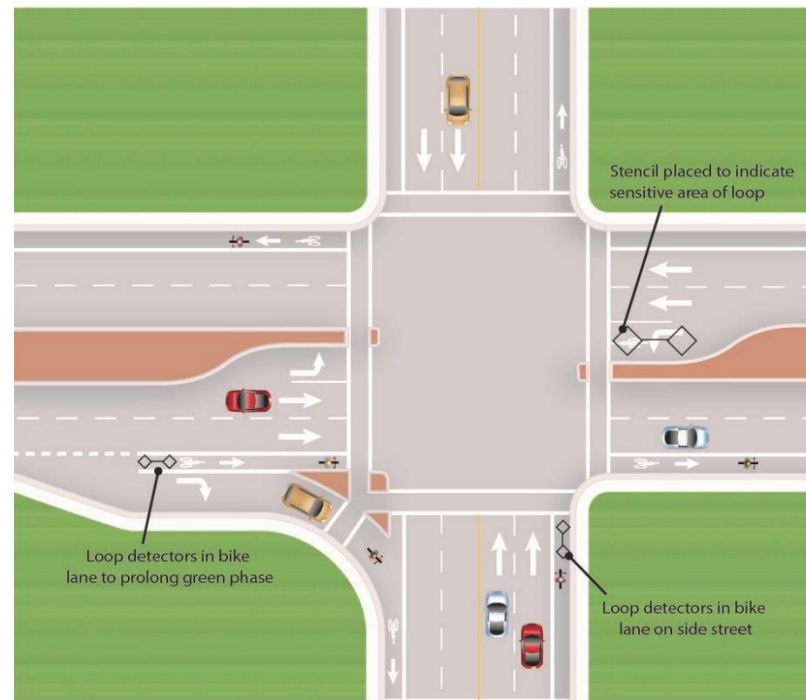 Stencil placed to indicate
sensitive area of loop
Loop detectors in bike
lane to prolong green phase
Loop detectors in bike
lane on side street